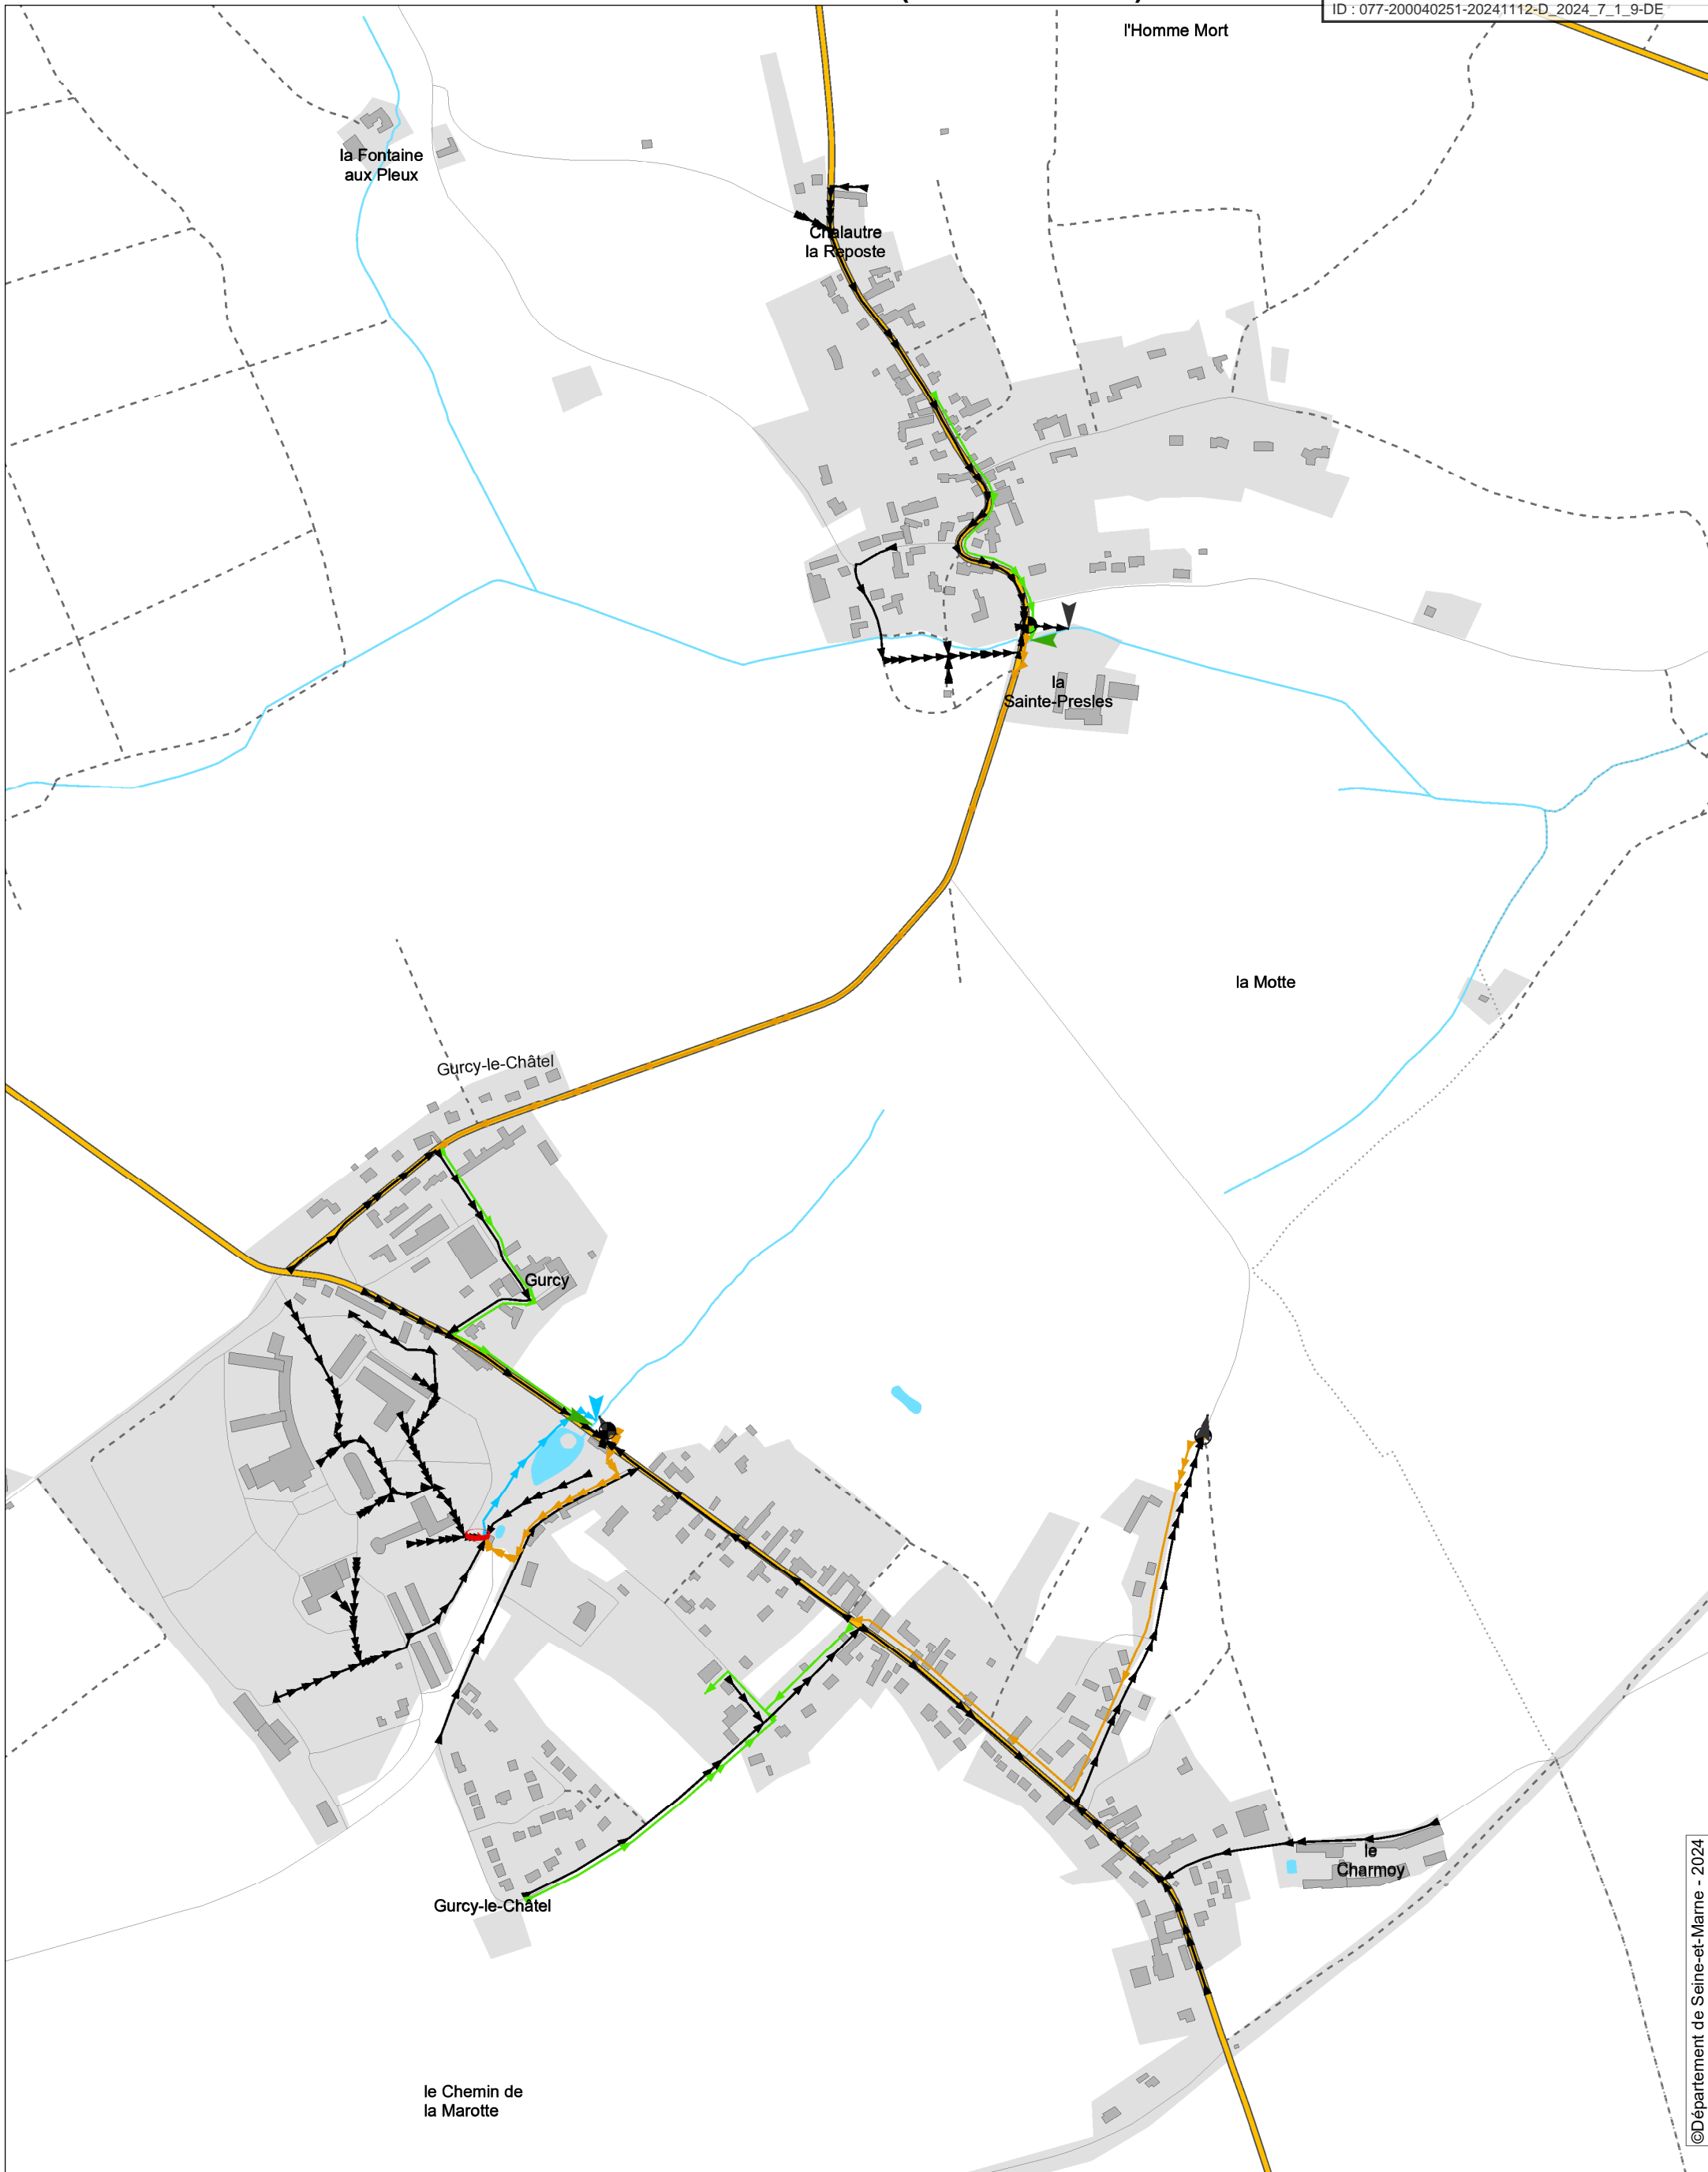 ID : 077-200040251-20241112-D_2024_7_1_9-DE
l'Homme Mort
la Fontaine
aux Pleux
Chalautre
la Reposte
la
Sainte-Presles
la Motte
Gurcy-le-Châtel
Gurcy
le
Charmoy
Gurcy-le-Châtel
le Chemin de
la Marotte
©Département de Seine-et-Marne - 2024